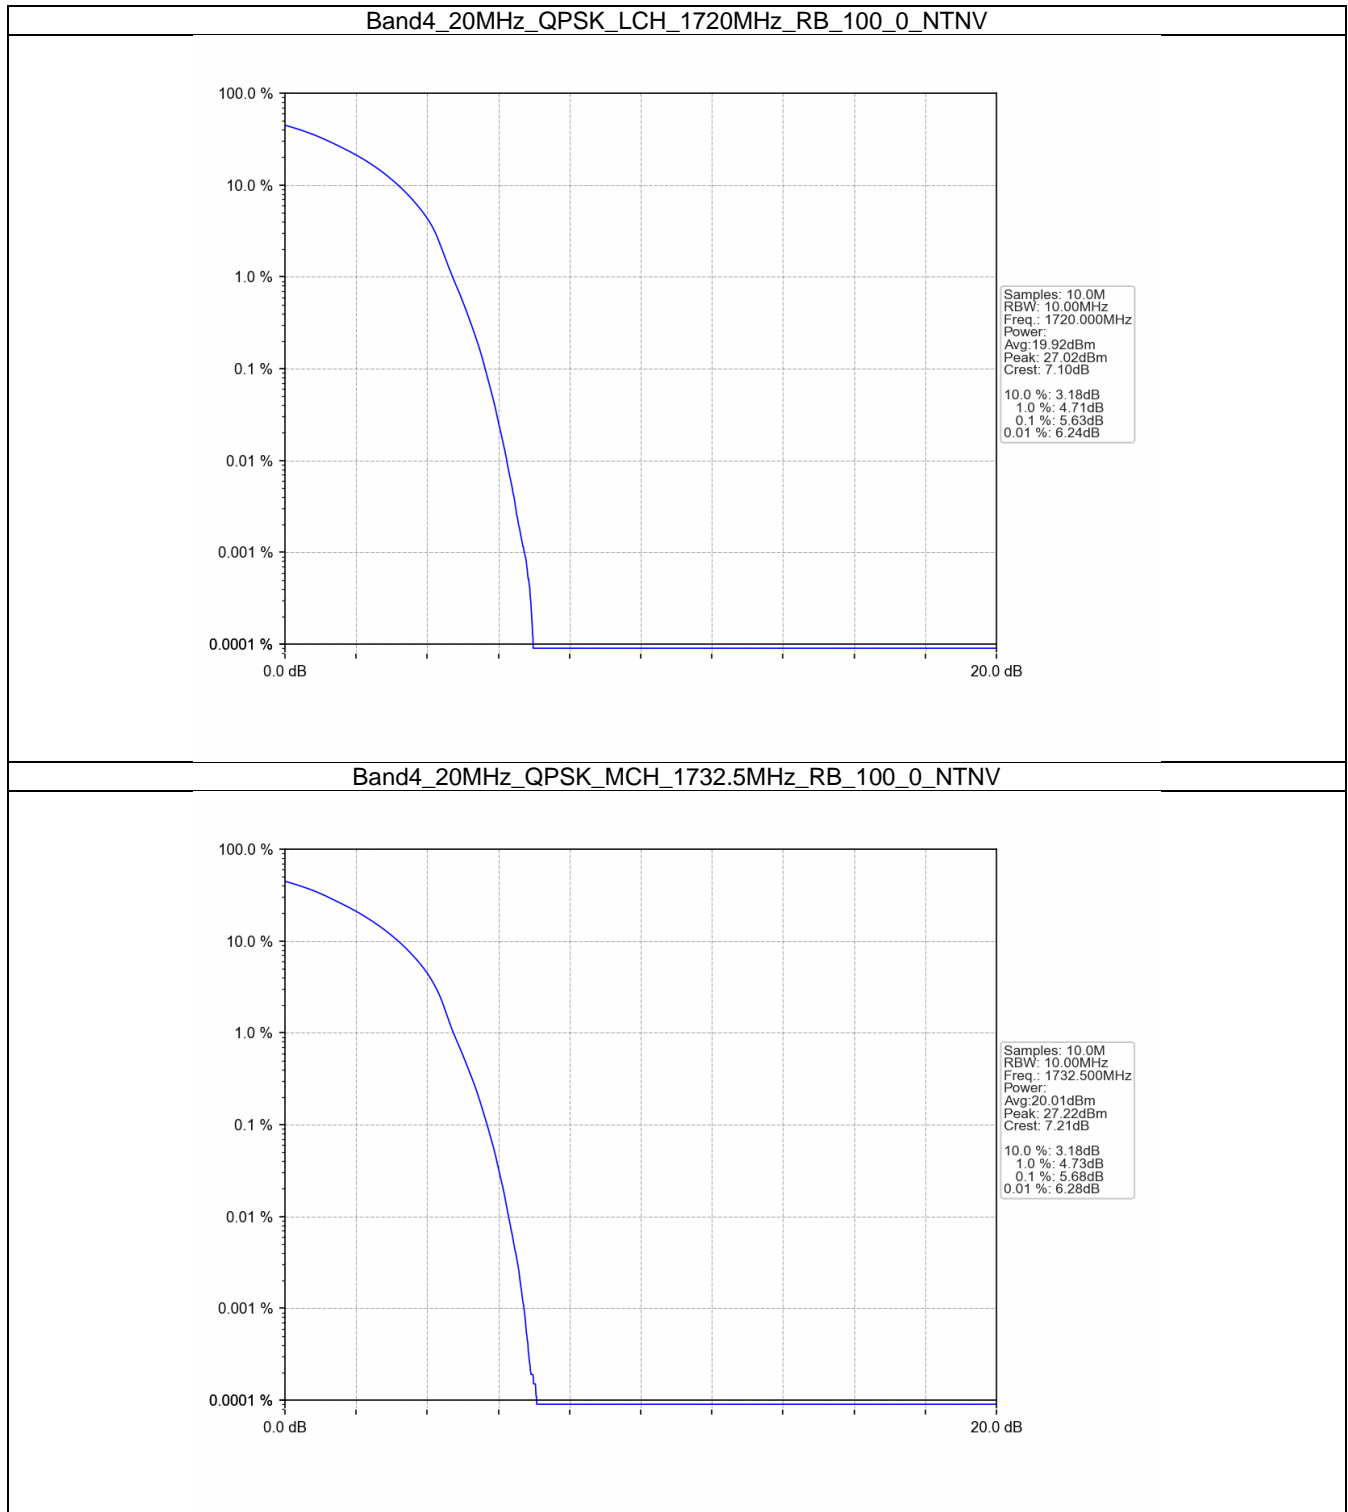 Band4_20MHz_QPSK_LCH_1720MHz_RB_100_0_NTNV
100.0 %
10.0 %
1.0 %
0.1 %
0.01 %
0.001 %
0.0001 %
0.0 dB
20.0 dB
Samples: 10.0M
RBW: 10.00MHz
Freq.: 1720.000MHz
Power:
Avg:19.92dBm
Peak: 27.02dBm
Crest: 7.10dB
10.0 %: 3.18dB
1.0 %: 4.71dB
0.1 %: 5.63dB
0.01 %: 6.24dB
Band4_20MHz_QPSK_MCH_1732.5MHz_RB_100_0_NTNV
100.0 %
10.0 %
1.0 %
0.1 %
0.01 %
0.001 %
0.0001 %
0.0 dB
20.0 dB
Samples: 10.0M
RBW: 10.00MHz
Freq.: 1732.500MHz
Power:
Avg:20.01dBm
Peak: 27.22dBm
Crest: 7.21dB
10.0 %: 3.18dB
1.0 %: 4.73dB
0.1 %: 5.68dB
0.01 %: 6.28dB